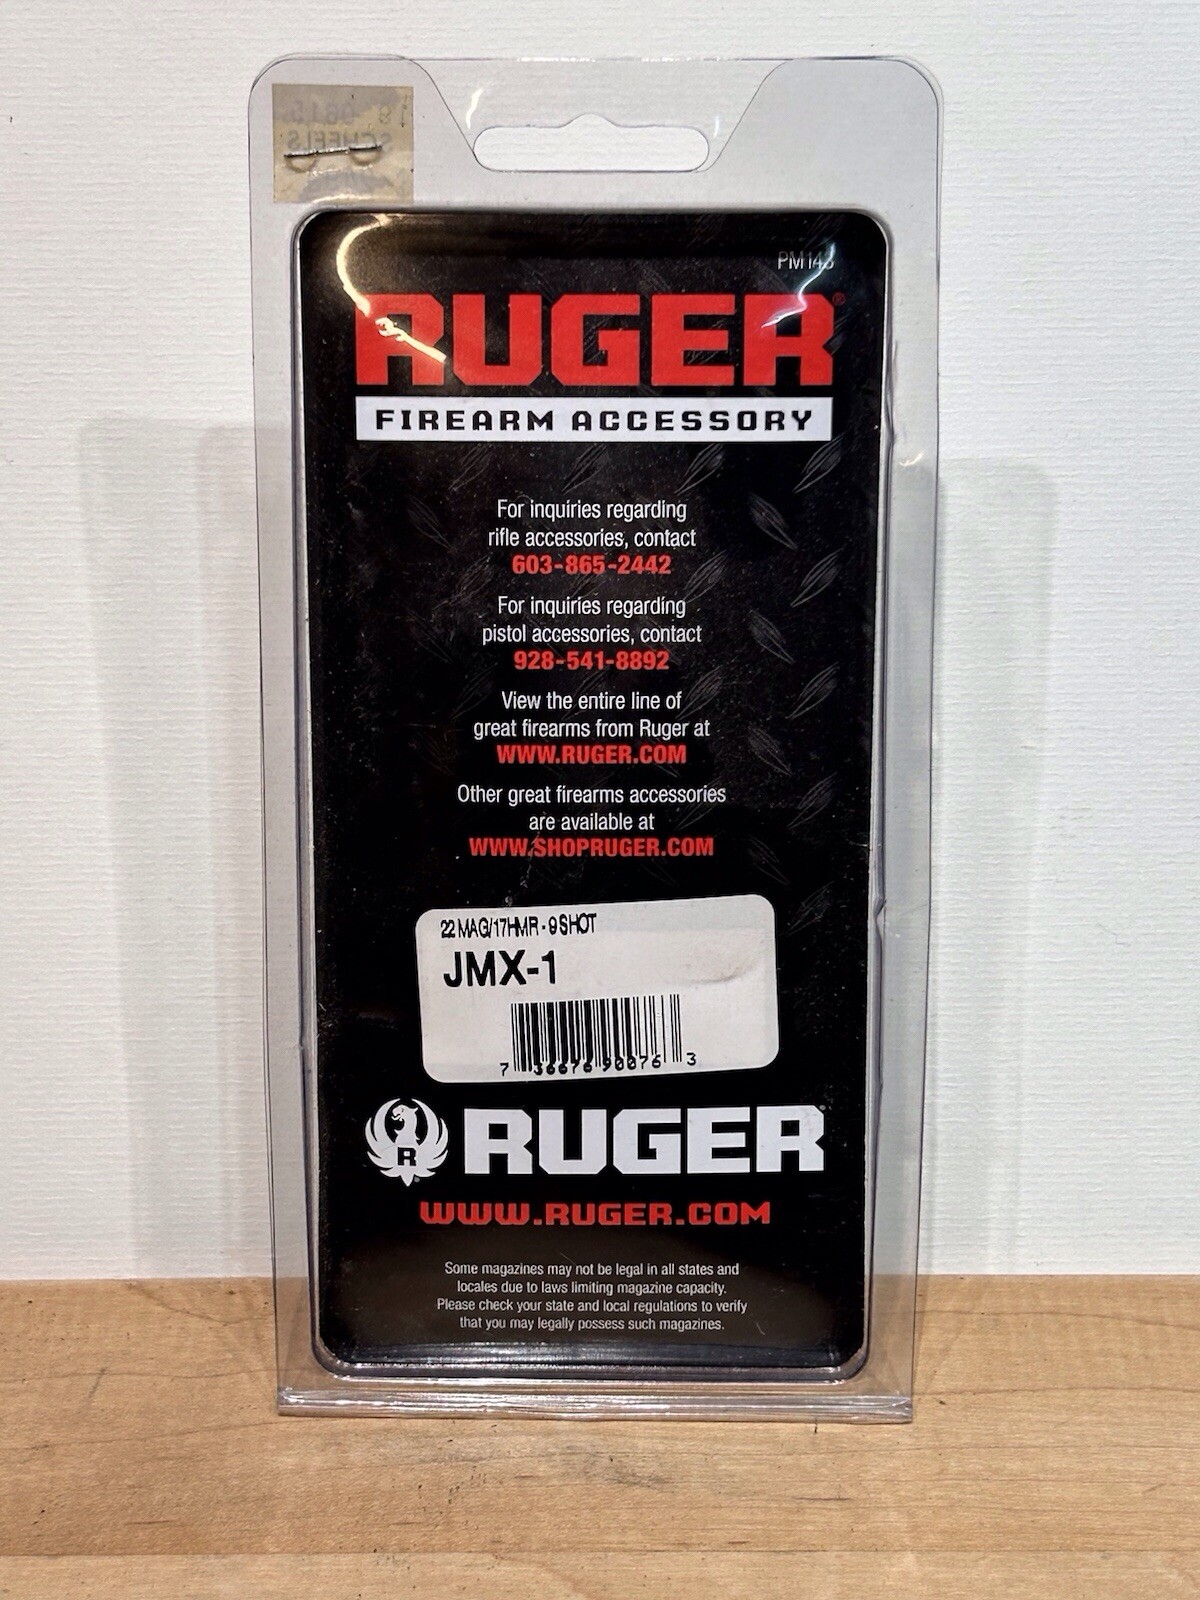 SCHEELS
RUGER®
FIREARM ACCESSORY
For inquiries regarding
rifle accessories, contact
603-865-2442
For inquiries regarding
pistol accessories, contact
928-541-8892
View the entire line of
great firearms from Ruger at
WWW.RUGER.COM
Other great firearms accessories
are available at
WWW.SHOPRUGER.COM
22 MAG/17HMR - 9 SHOT
JMX-1
7 36676 90076 3
R
RUGER
WWW.RUGER.COM
Some magazines may not be legal in all states and
locales due to laws limiting magazine capacity.
Please check your state and local regulations to verify
that you may legally possess such magazines.